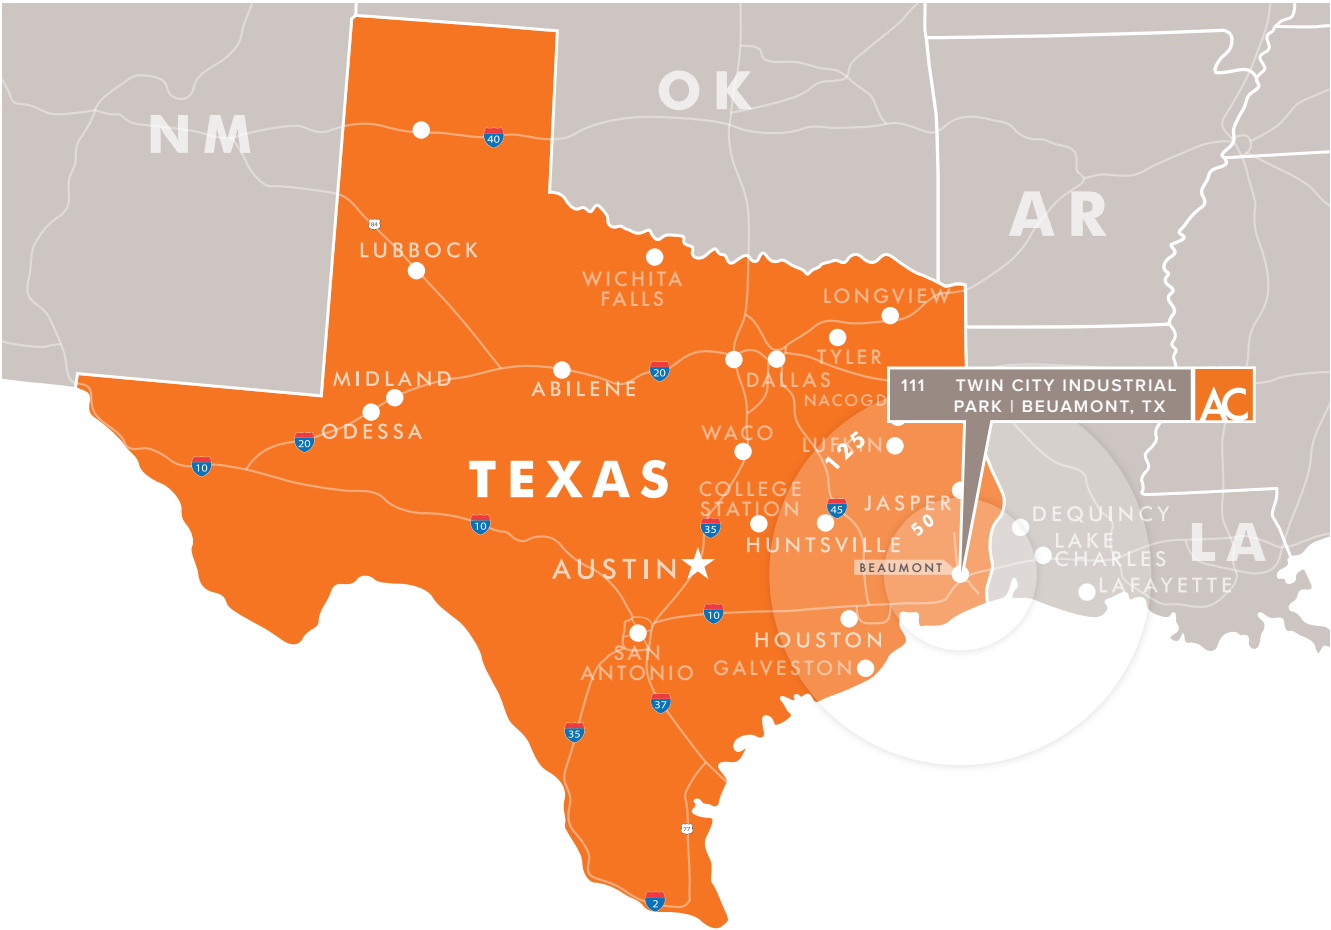 OK
NM
40
AR
84
LUBBOCK
WICHITA
FALLS
LONGVIEW
TYLER
MIDLAND
20
DALLAS
ABILENE
111 TWIN CITY INDUSTRIAL
PARK | BEUAMONT, TX
AC
NACOGD
ODESSA
20
WACO
LUFKIN
125
10
TEXAS
COLLEGE
STATION
JASPER
45
50
10
35
DEQUINCY
HUNTSVILLE
LAKE
CHARLES
LA
AUSTIN
BEAUMONT
LAFAYETTE
10
HOUSTON
SAN
ANTONIO
GALVESTON
37
35
77
2